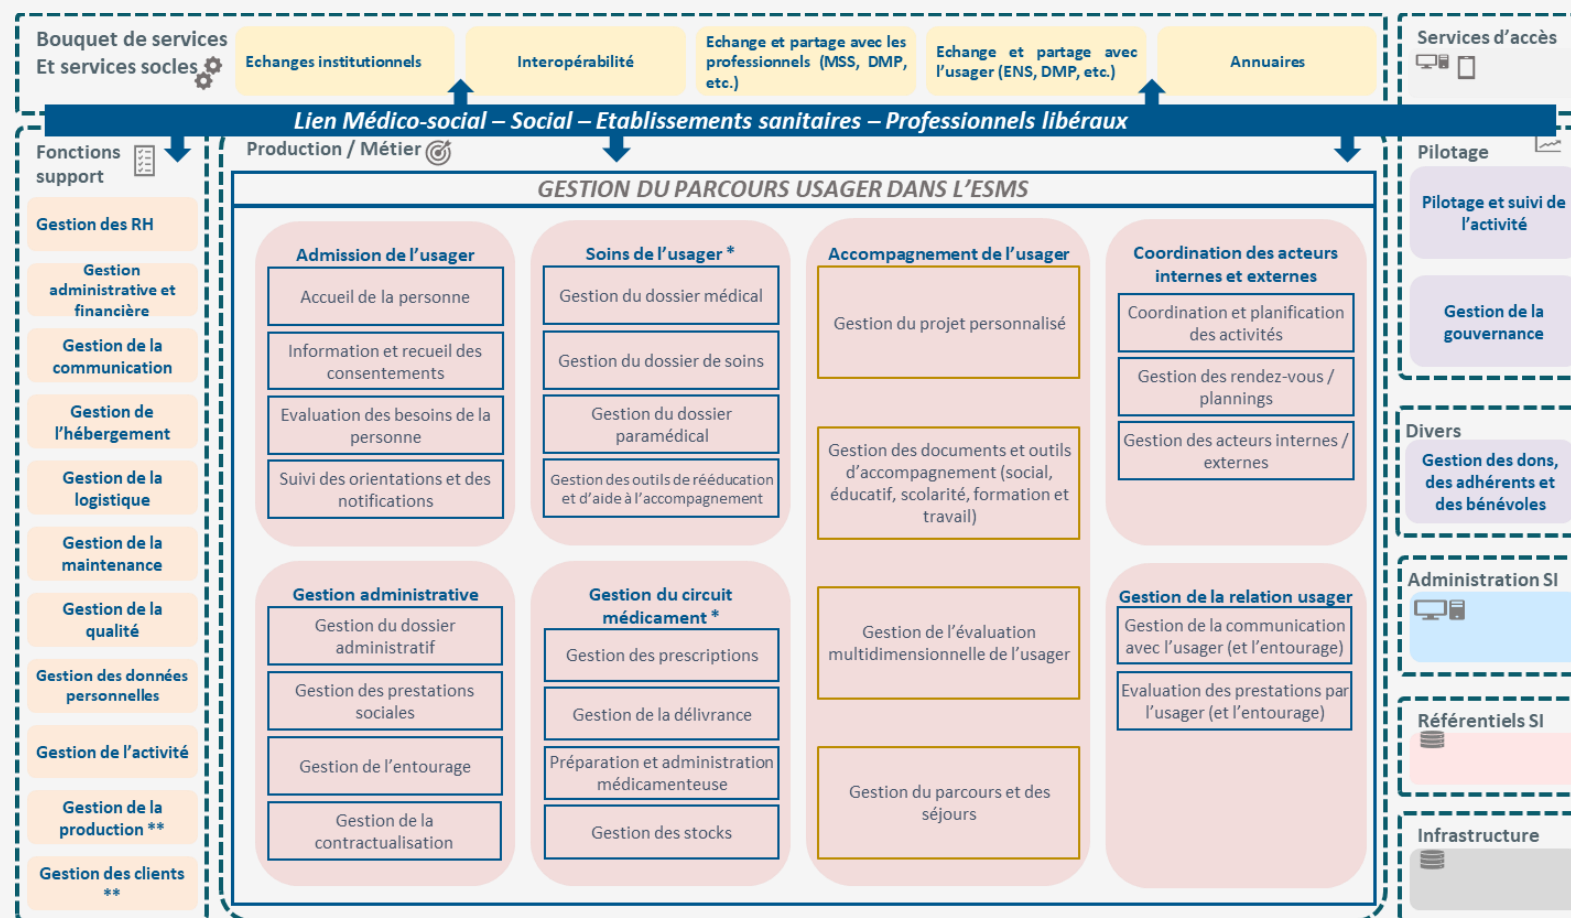 Bouquet de services
Et services socles
Echanges institutionnels
Interopérabilité
Echange et partage avec les
professionnels (MSS, DMP,
etc.)
Echange et partage avec
l’usager (ENS, DMP, etc.)
Annuaires
Services d’accès
Lien Médico-social – Social – Etablissements sanitaires – Professionnels libéraux
Fonctions
support
Gestion des RH
Gestion
administrative et
financière
Gestion de la
communication
Gestion de
l’hébergement
Gestion de la
logistique
Gestion de la
maintenance
Gestion de la
qualité
Gestion des données
personnelles
Gestion de l’activité
Gestion de la
production **
Gestion des clients
**
Production / Métier
GESTION DU PARCOURS USAGER DANS L’ESMS
Admission de l’usager
Accueil de la personne
Information et recueil des
consentements
Evaluation des besoins de la
personne
Suivi des orientations et des
notifications
Soins de l’usager *
Gestion du dossier médical
Gestion du dossier de soins
Gestion du dossier
paramédical
Gestion des outils de rééducation
et d’aide à l’accompagnement
Accompagnement de l’usager
Gestion du projet personnalisé
Gestion des documents et outils
d’accompagnement (social,
éducatif, scolarité, formation et
travail)
Gestion de l’évaluation
multidimensionnelle de l’usager
Gestion du parcours et des
séjours
Coordination des acteurs
internes et externes
Coordination et planification
des activités
Gestion des rendez-vous /
plannings
Gestion des acteurs internes /
externes
Gestion administrative
Gestion du dossier
administratif
Gestion des prestations
sociales
Gestion de l’entourage
Gestion de la
contractualisation
Gestion du circuit
médicament *
Gestion des prescriptions
Gestion de la délivrance
Préparation et administration
médicamenteuse
Gestion des stocks
Gestion de la relation usager
Gestion de la communication
avec l’usager (et l’entourage)
Evaluation des prestations par
l’usager (et l’entourage)
Pilotage
Pilotage et suivi de
l’activité
Gestion de la
gouvernance
Divers
Gestion des dons,
des adhérents et
des bénévoles
Administration SI
Référentiels SI
Infrastructure